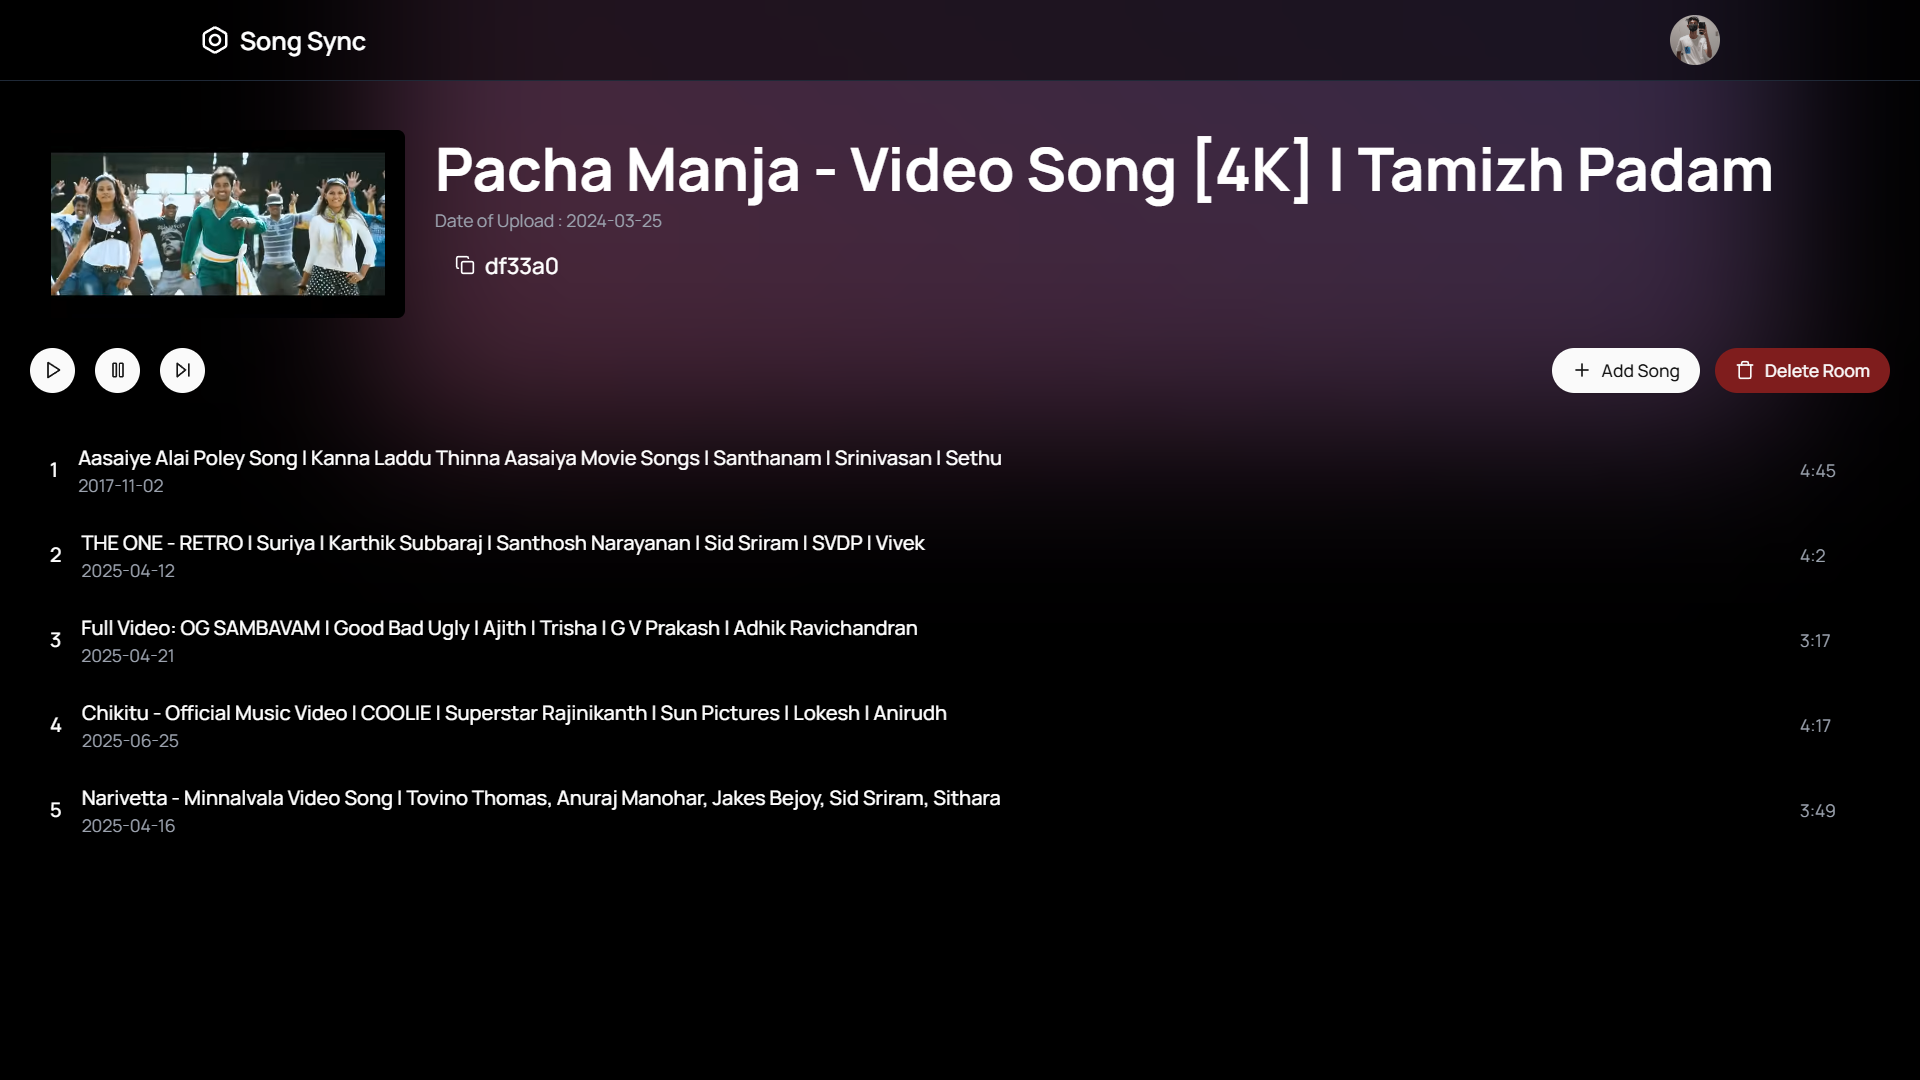 Song Sync
Pacha Manja - Video Song [4K] | Tamizh Padam
Date of Upload : 2024-03-25
df33a0
Add Song
Delete Room
1
Aasaiye Alai Poley Song | Kanna Laddu Thinna Aasaiya Movie Songs | Santhanam | Srinivasan | Sethu
4:45
2017-11-02
2
THE ONE - RETRO | Suriya | Karthik Subbaraj | Santhosh Narayanan | Sid Sriram | SVDP | Vivek
4:2
2025-04-12
3
Full Video: OG SAMBAVAM | Good Bad Ugly | Ajith | Trisha | G V Prakash | Adhik Ravichandran
3:17
2025-04-21
4
Chikitu - Official Music Video | COOLIE | Superstar Rajinikanth | Sun Pictures | Lokesh | Anirudh
4:17
2025-06-25
5
Narivetta - Minnalvala Video Song | Tovino Thomas, Anuraj Manohar, Jakes Bejoy, Sid Sriram, Sithara
3:49
2025-04-16